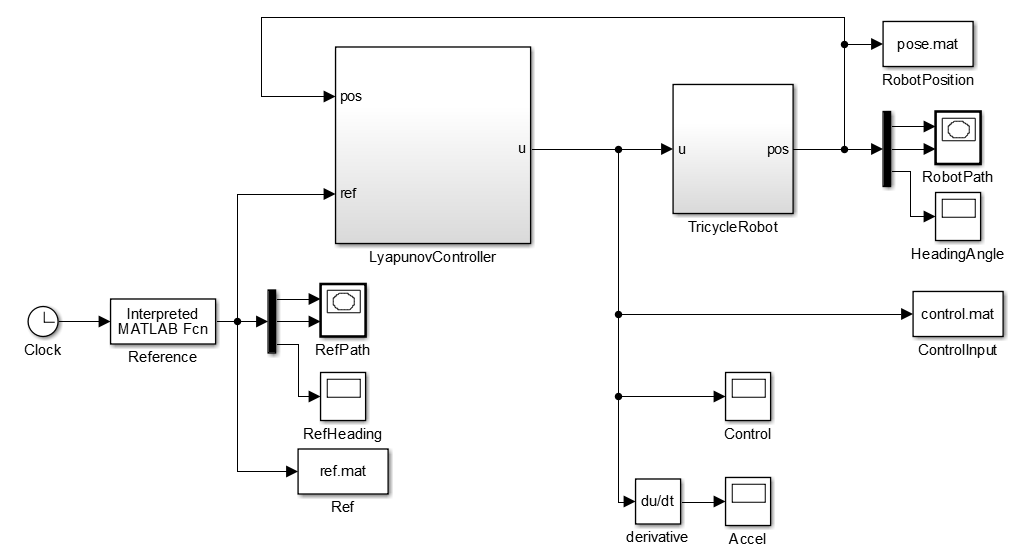 pose.mat
RobotPosition
pos
u
ref
LyapunovController
u
pos
TricycleRobot
RobotPath
HeadingAngle
Clock
Interpreted
MATLAB Fcn
Reference
RefPath
RefHeading
ref.mat
Ref
control.mat
ControlInput
Control
du/dt
derivative
Accel